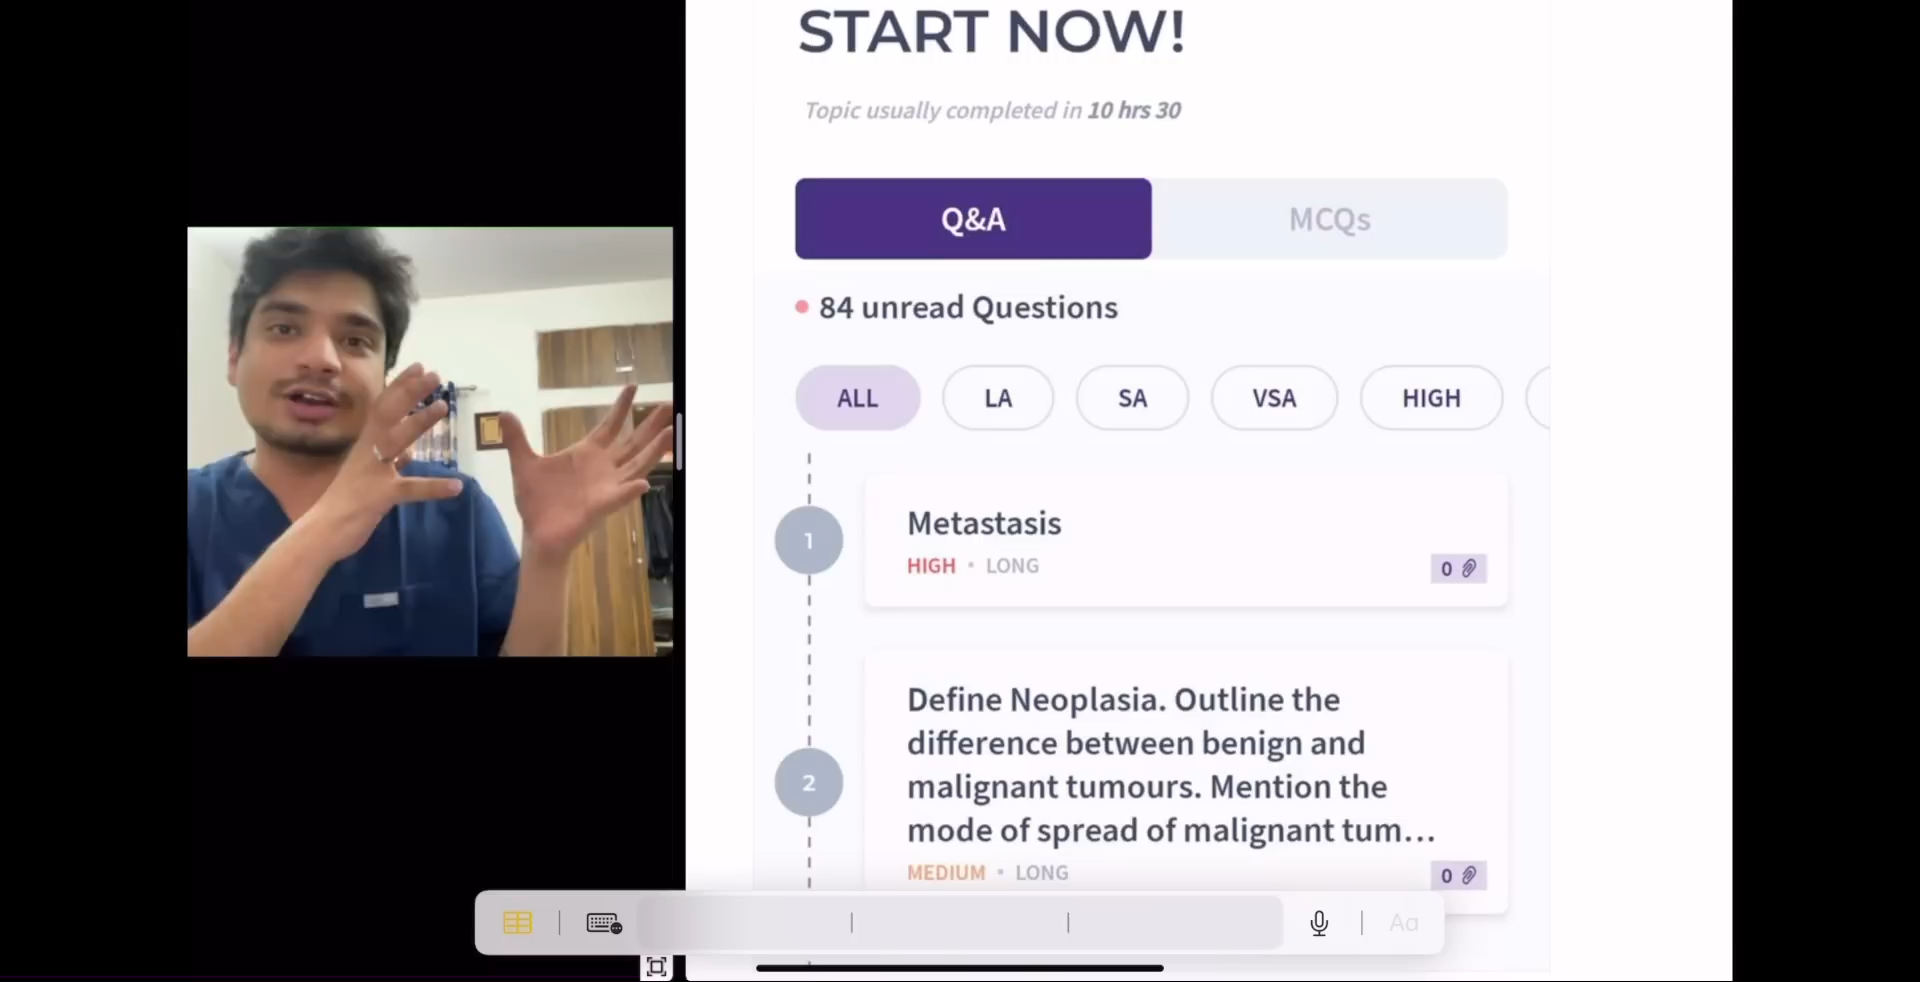 START NOW!
Topic usually completed in 10 hrs 30
Q&A
MCQs
84 unread Questions
ALL
LA
SA
VSA
HIGH
1
Metastasis
HIGH • LONG
0
2
Define Neoplasia. Outline the
difference between benign and
malignant tumours. Mention the
mode of spread of malignant tum...
MEDIUM • LONG
0
Aa